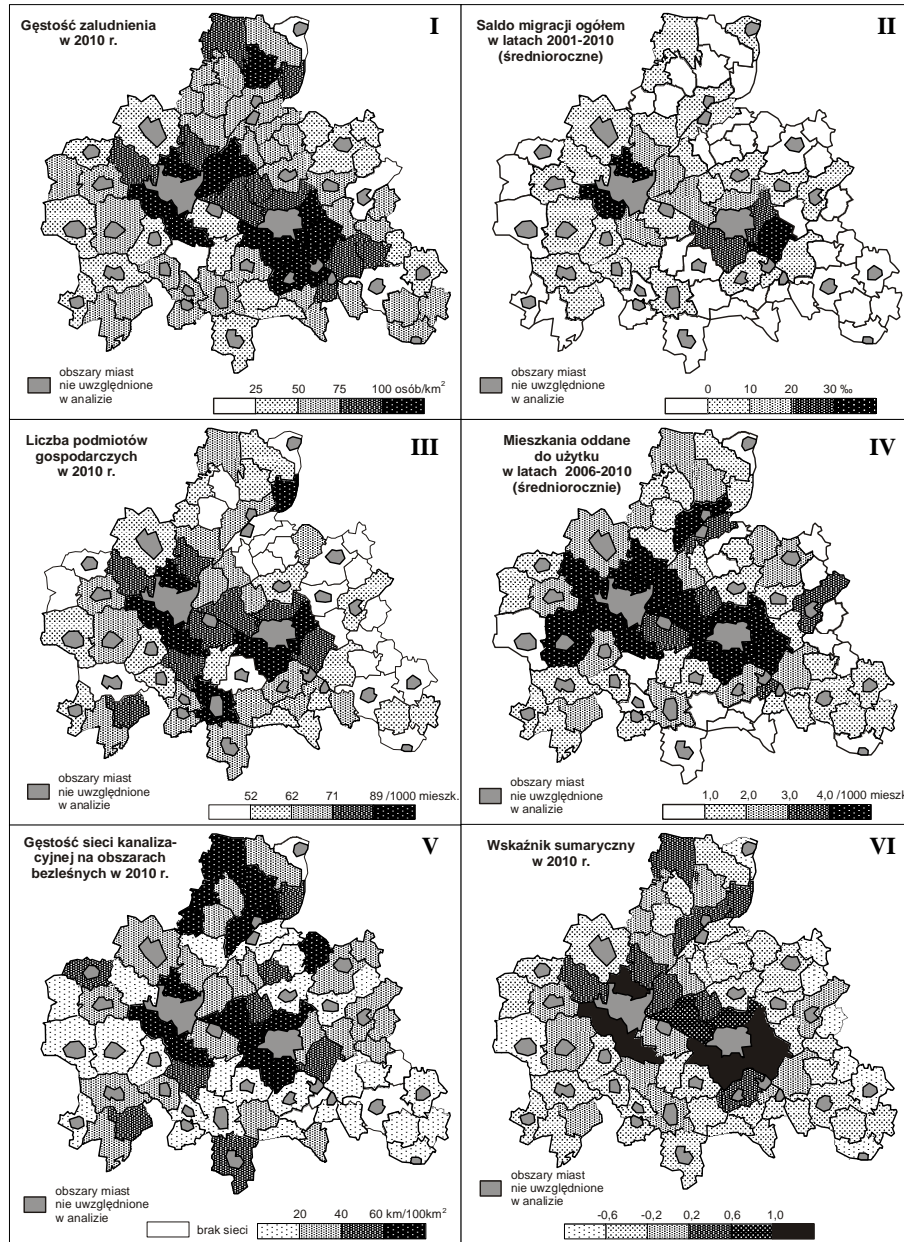 Gęstość zaludnienia
w 2010 r.
I
obszary miast
nie uwzględnione
w analizie
25 50 75 100 osób/km²
Saldo migracji ogółem
w latach 2001-2010
(średnioroczne)
II
obszary miast
nie uwzględnione
w analizie
0 10 20 30 ‰
Liczba podmiotów
gospodarczych
w 2010 r.
III
obszary miast
nie uwzględnione
w analizie
52 62 71 89 /1000 mieszk.
Mieszkania oddane
do użytku
w latach 2006-2010
(średniorocznie)
IV
obszary miast
nie uwzględnione
w analizie
1,0 2,0 3,0 4,0 /1000 mieszk.
Gęstość sieci kanaliza-
cyjnej na obszarach
bezleśnych w 2010 r.
V
obszary miast
nie uwzględnione
w analizie
brak sieci
20 40 60 km/100km²
Wskaźnik sumaryczny
w 2010 r.
VI
obszary miast
nie uwzględnione
w analizie
-0,6 -0,2 0,2 0,6 1,0